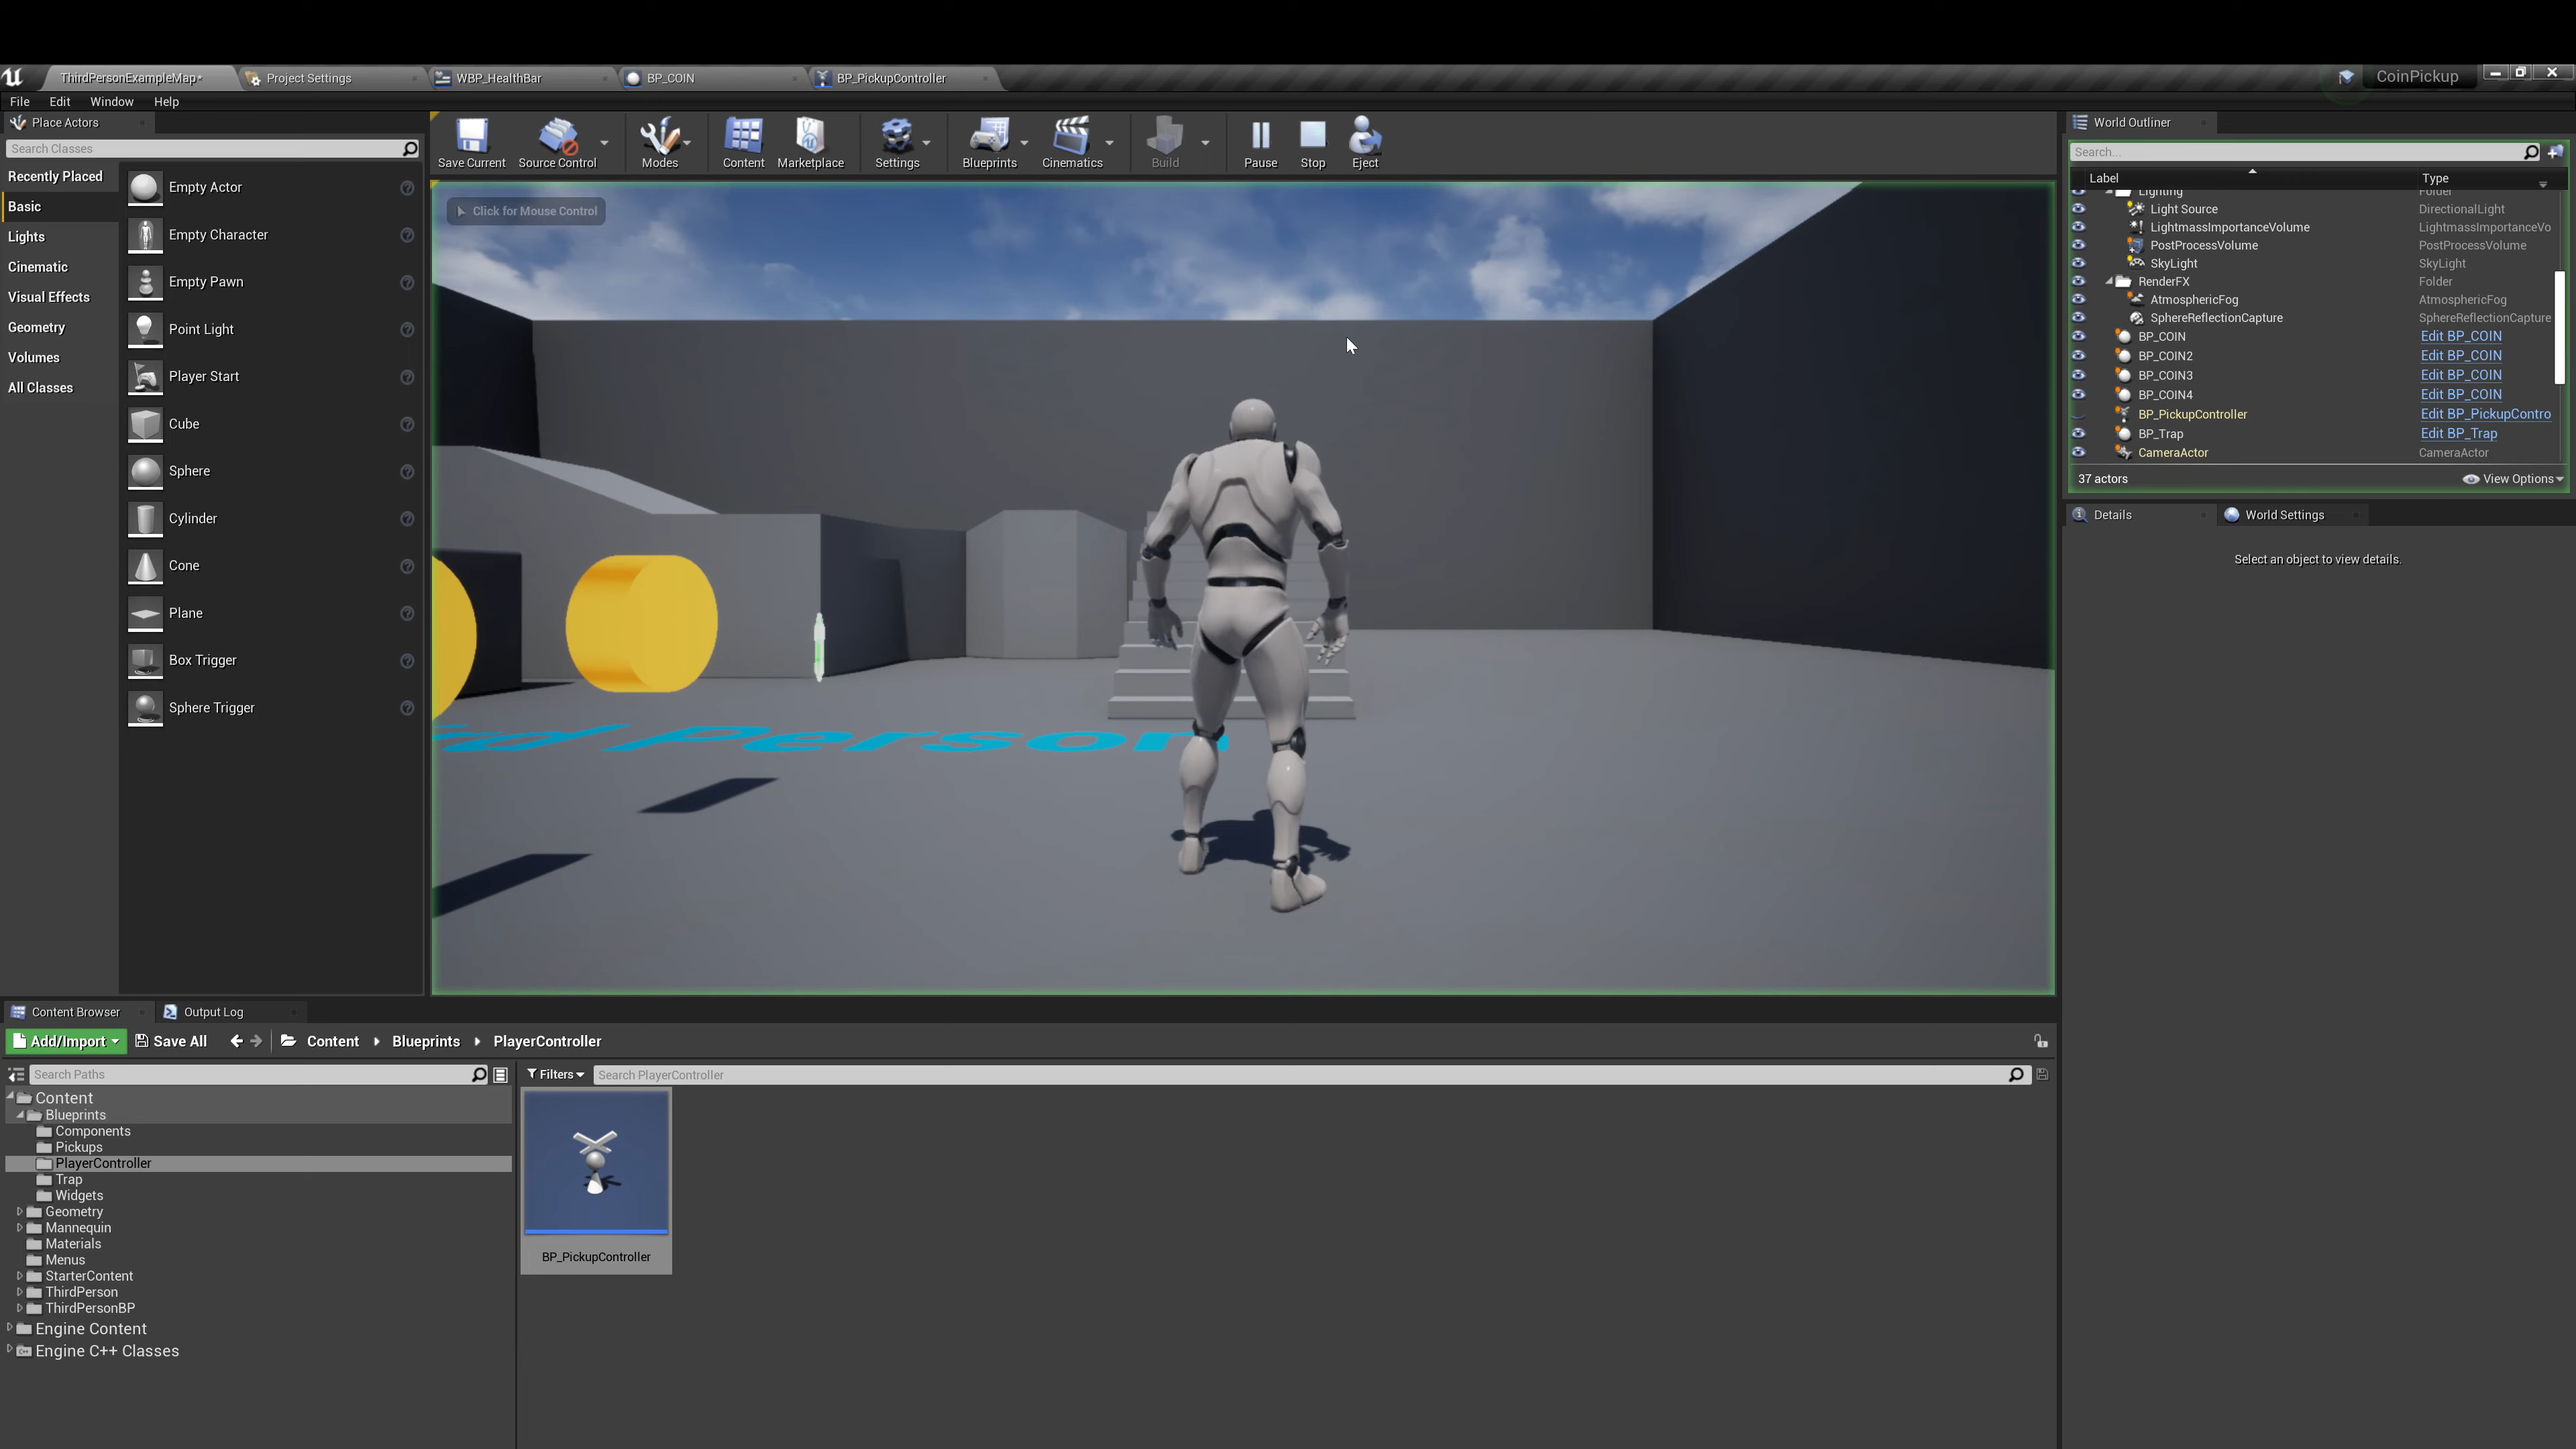 ThirdPersonExampleMap*
Project Settings
WBP_HealthBar
BP_COIN
BP_PickupController
CoinPickup
File Edit Window Help
Place Actors
Search Classes
Recently Placed
Basic
Lights
Cinematic
Visual Effects
Geometry
Volumes
All Classes
Empty Actor
Empty Character
Empty Pawn
Point Light
Player Start
Cube
Sphere
Cylinder
Cone
Plane
Box Trigger
Sphere Trigger
Save Current
Source Control
Modes
Content
Marketplace
Settings
Blueprints
Cinematics
Build
Pause
Stop
Eject
Click for Mouse Control
Person
World Outliner
Search...
Label Type
Lighting Folder
Light Source DirectionalLight
LightmassImportanceVolume LightmassImportanceVo
PostProcessVolume PostProcessVolume
SkyLight SkyLight
RenderFX Folder
AtmosphericFog AtmosphericFog
SphereReflectionCapture SphereReflectionCapture
BP_COIN Edit BP_COIN
BP_COIN2 Edit BP_COIN
BP_COIN3 Edit BP_COIN
BP_COIN4 Edit BP_COIN
BP_PickupController Edit BP_PickupContro
BP_Trap Edit BP_Trap
CameraActor CameraActor
37 actors
View Options
Details
World Settings
Select an object to view details.
Content Browser
Output Log
Add/Import
Save All
Content
Blueprints
PlayerController
Search Paths
Filters
Search PlayerController
Content
Blueprints
Components
Pickups
PlayerController
Trap
Widgets
Geometry
Mannequin
Materials
Menus
StarterContent
ThirdPerson
ThirdPersonBP
Engine Content
Engine C++ Classes
BP_PickupController